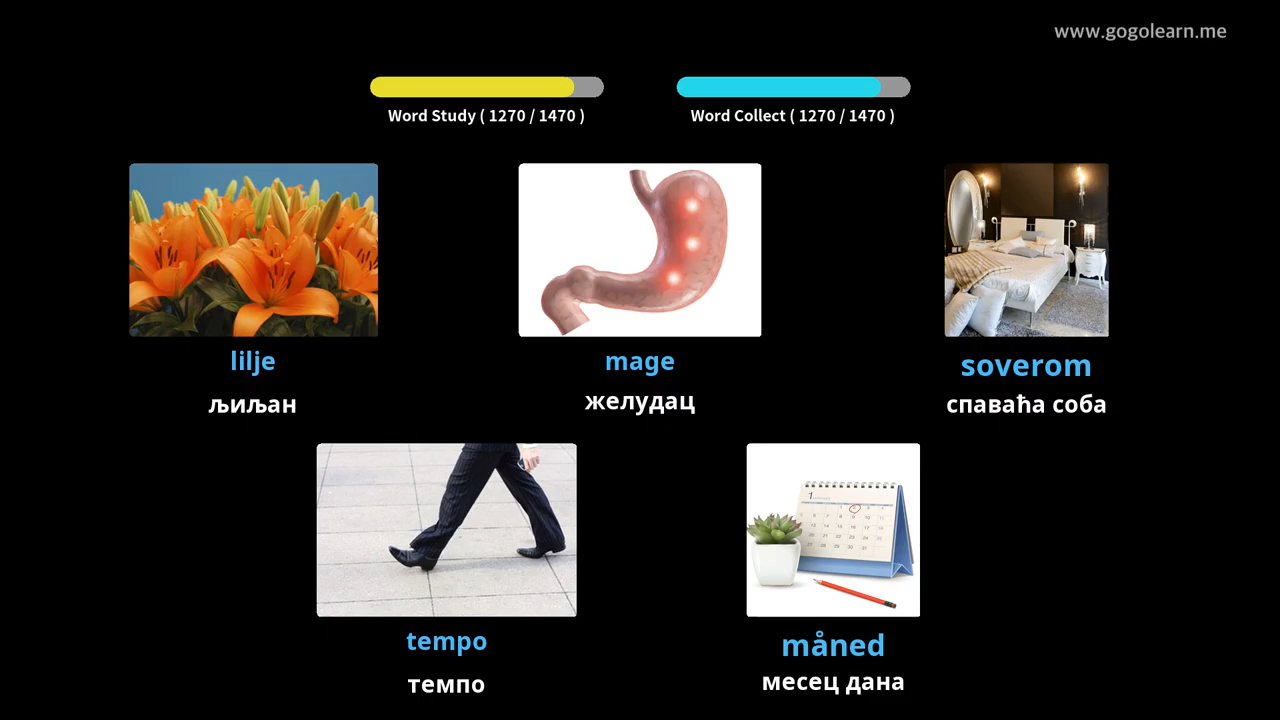 www.gogolearn.me
Word Study ( 1270 / 1470 )
Word Collect ( 1270 / 1470 )
lilje
љиљан
mage
желудац
soverom
спаваћа соба
tempo
темпо
måned
месец дана